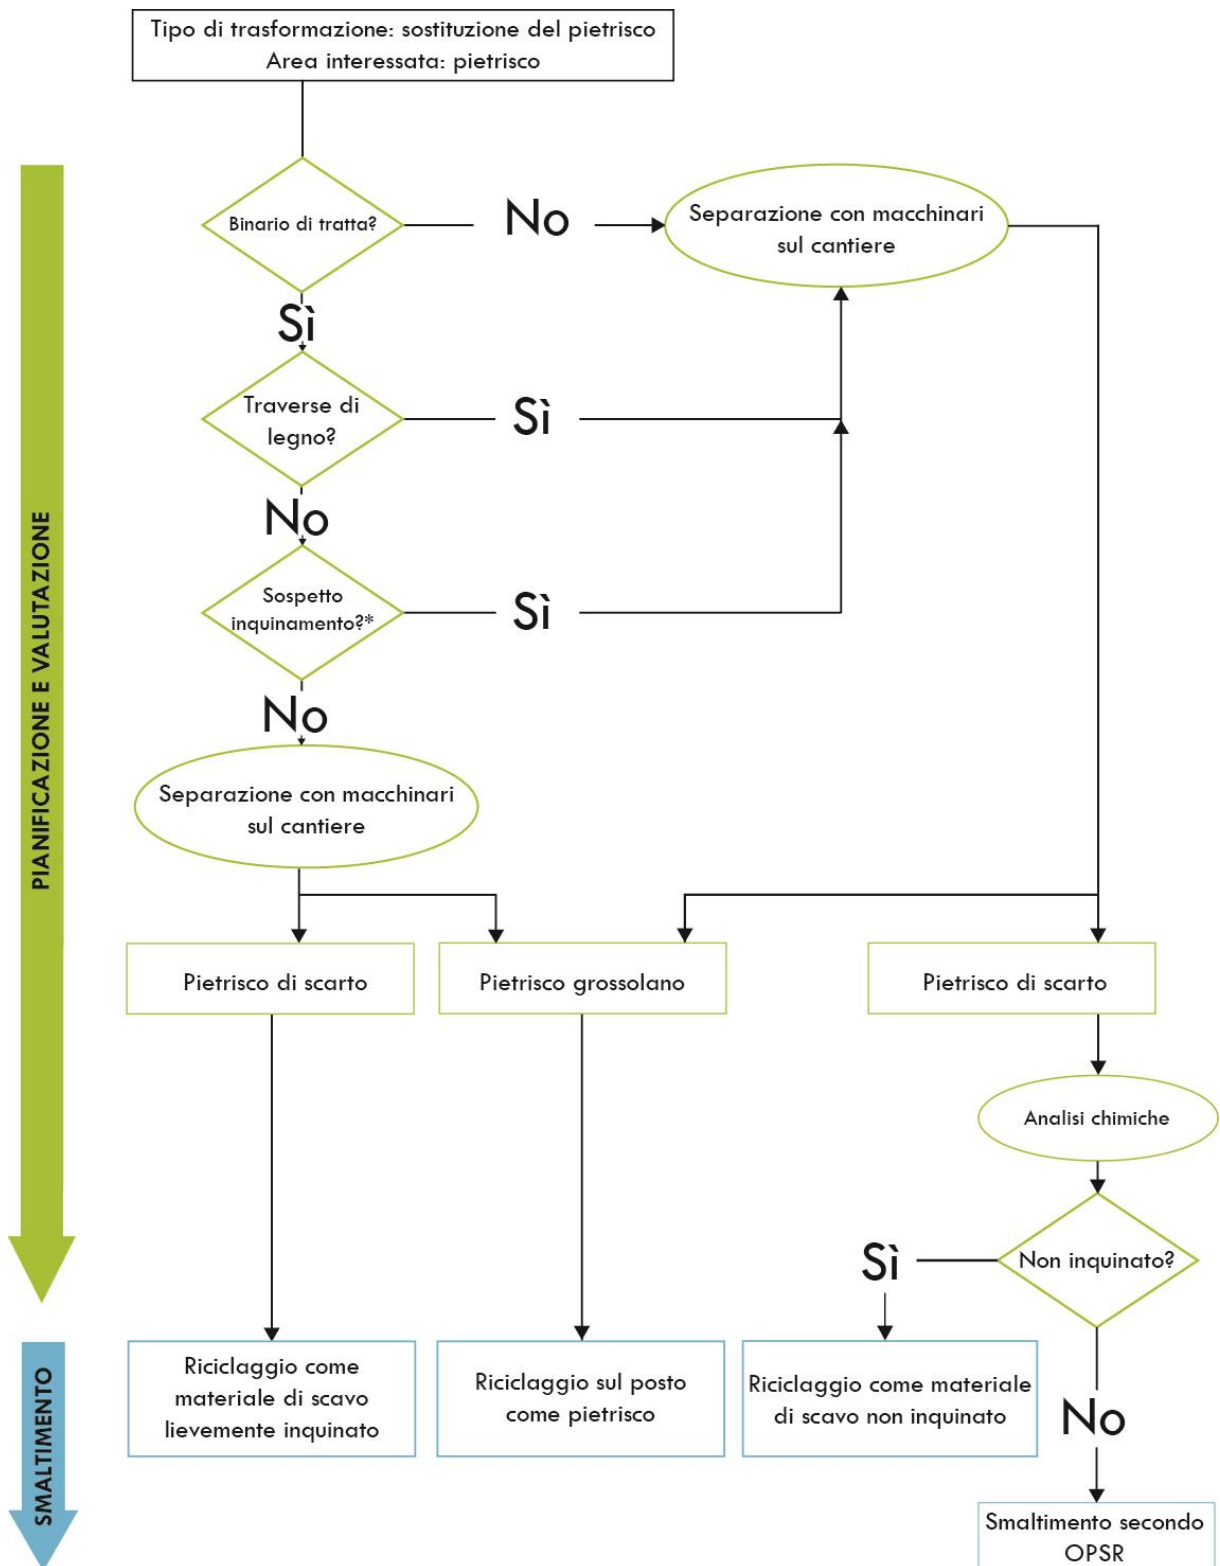 Tipo di trasformazione: sostituzione del pietrisco
Area interessata: pietrisco
Binario di tratta?
No
Separazione con macchinari
sul cantiere
Sì
Traverse di
legno?
Sì
No
Sospetto
inquinamento?*
Sì
No
Separazione con macchinari
sul cantiere
PIANIFICAZIONE E VALUTAZIONE
Pietrisco di scarto
Pietrisco grossolano
Pietrisco di scarto
Analisi chimiche
Non inquinato?
Sì
No
SMALTIMENTO
Riciclaggio come
materiale di scavo
lievemente inquinato
Riciclaggio sul posto
come pietrisco
Riciclaggio come materiale
di scavo non inquinato
Smaltimento secondo
OPSR